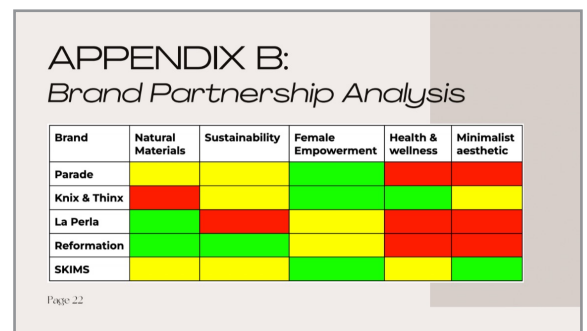 APPENDIX B:
Brand Partnership Analysis
Brand Natural Materials Sustainability Female Empowerment Health & wellness Minimalist aesthetic
Parade
Knix & Thinx
La Perla
Reformation
SKIMS
Page 22